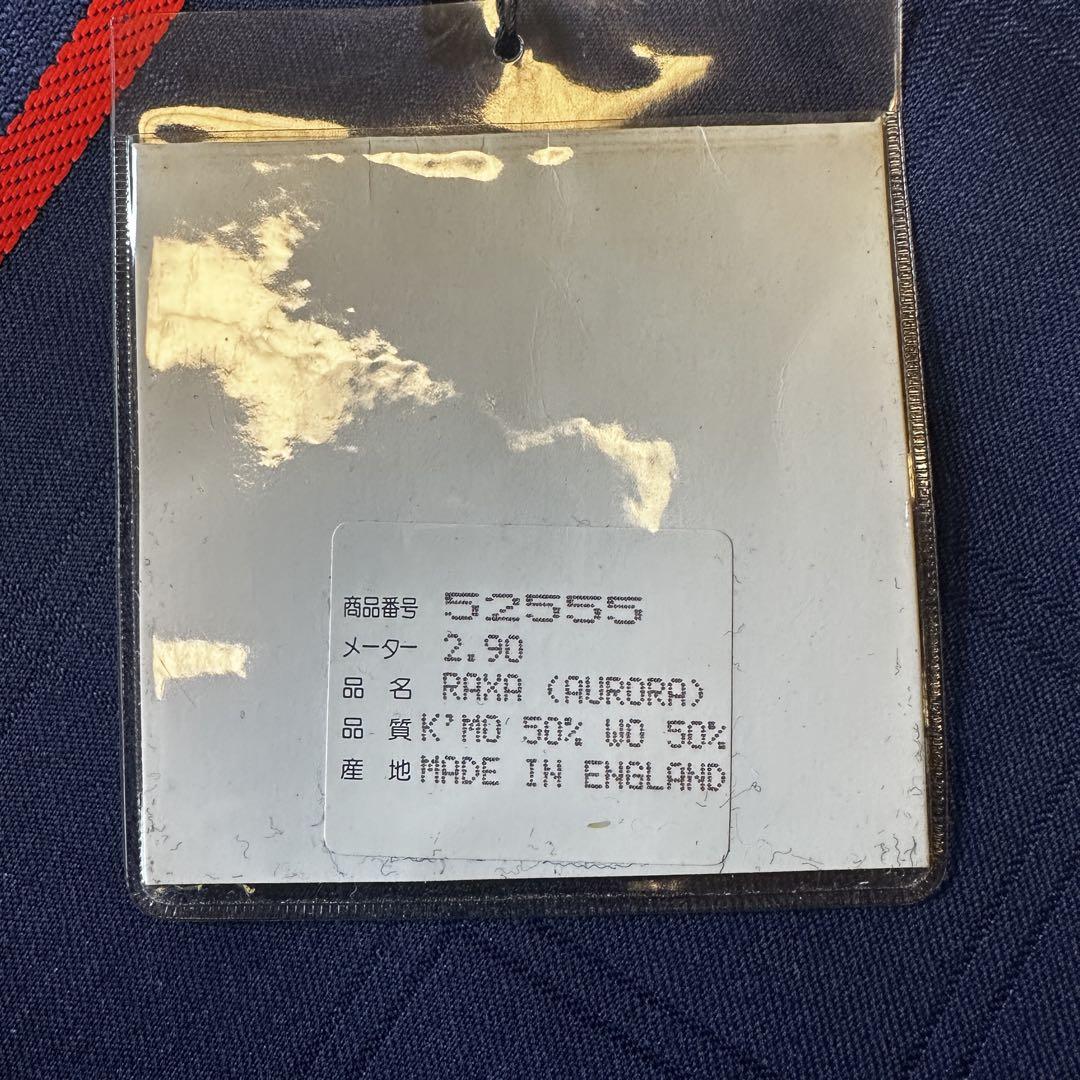 商品番号 52555
メーター 2.90
品名 RAXA (AURORA)
品質 K'MO 50% WO 50%
産地 MADE IN ENGLAND